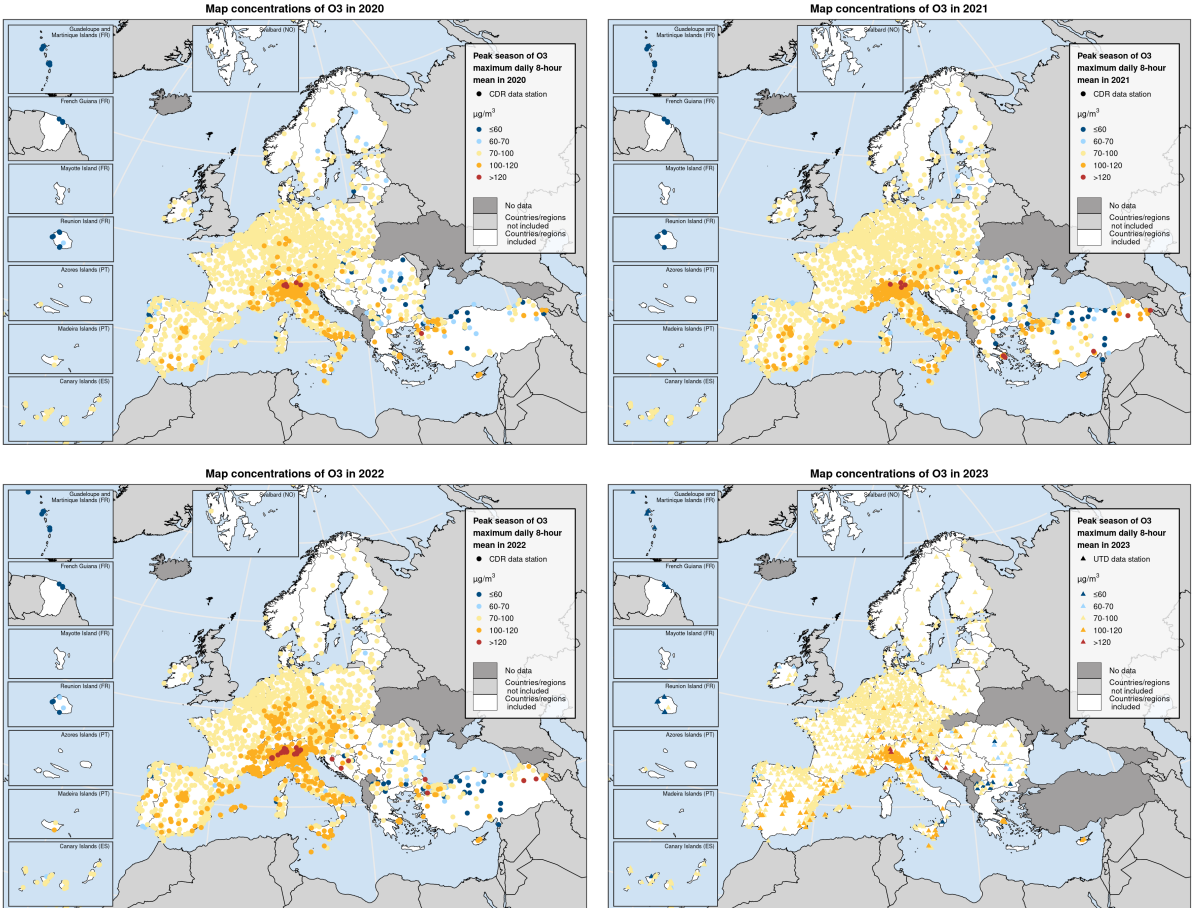 Map concentrations of O3 in 2020
Guadeloupe and
Martinique Islands (FR)
Svalbard (NO)
French Guiana (FR)
Mayotte Island (FR)
Reunion Island (FR)
Azores Islands (PT)
Madeira Islands (PT)
Canary Islands (ES)
Peak season of O3
maximum daily 8-hour
mean in 2020
CDR data station
µg/m³
≤60
60-70
70-100
100-120
>120
No data
Countries/regions
not included
Countries/regions
included
Map concentrations of O3 in 2021
Guadeloupe and
Martinique Islands (FR)
Svalbard (NO)
French Guiana (FR)
Mayotte Island (FR)
Reunion Island (FR)
Azores Islands (PT)
Madeira Islands (PT)
Canary Islands (ES)
Peak season of O3
maximum daily 8-hour
mean in 2021
CDR data station
µg/m³
≤60
60-70
70-100
100-120
>120
No data
Countries/regions
not included
Countries/regions
included
Map concentrations of O3 in 2022
Guadeloupe and
Martinique Islands (FR)
Svalbard (NO)
French Guiana (FR)
Mayotte Island (FR)
Reunion Island (FR)
Azores Islands (PT)
Madeira Islands (PT)
Canary Islands (ES)
Peak season of O3
maximum daily 8-hour
mean in 2022
CDR data station
µg/m³
≤60
60-70
70-100
100-120
>120
No data
Countries/regions
not included
Countries/regions
included
Map concentrations of O3 in 2023
Guadeloupe and
Martinique Islands (FR)
Svalbard (NO)
French Guiana (FR)
Mayotte Island (FR)
Reunion Island (FR)
Azores Islands (PT)
Madeira Islands (PT)
Canary Islands (ES)
Peak season of O3
maximum daily 8-hour
mean in 2023
UTD data station
µg/m³
≤60
60-70
70-100
100-120
>120
No data
Countries/regions
not included
Countries/regions
included